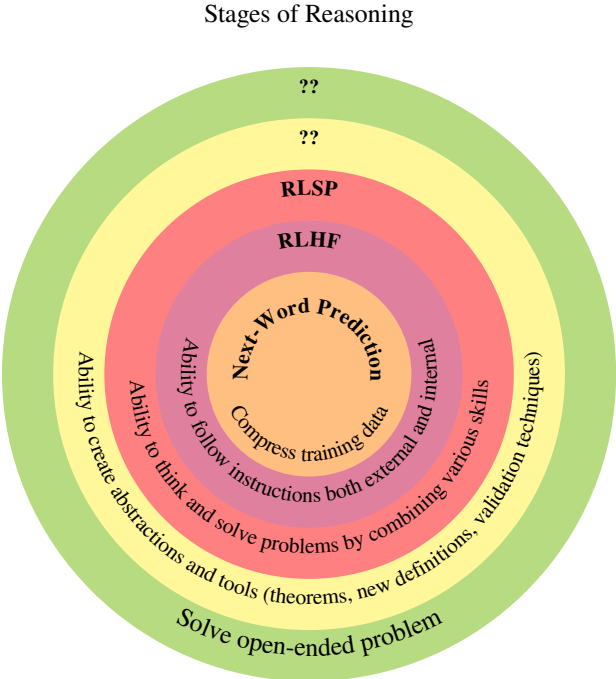 Stages of Reasoning
??
??
RLSP
RLHF
Next-Word Prediction
Compress training data
Ability to follow instructions both external and internal
Ability to think and solve problems by combining various skills
Ability to create abstractions and tools (theorems, new definitions, validation techniques)
Solve open-ended problem